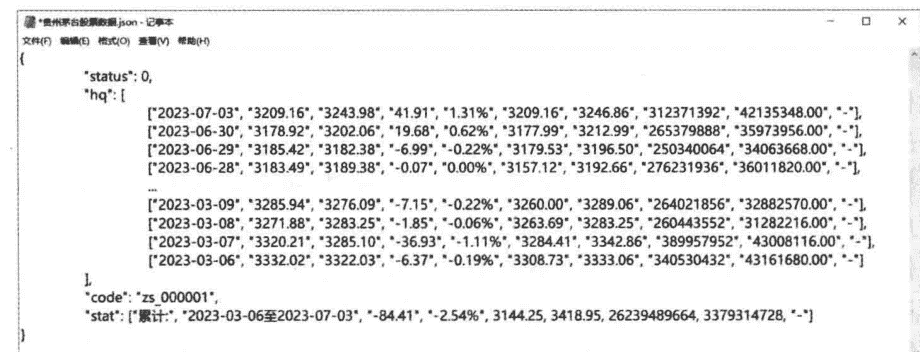 *贵州茅台股票数据.json - 记事本
文件(F) 编辑(E) 格式(O) 查看(V) 帮助(H)
{
"status": 0,
"hq": [
["2023-07-03", "3209.16", "3243.98", "41.91", "1.31%", "3209.16", "3246.86", "312371392", "42135348.00", "-"],
["2023-06-30", "3178.92", "3202.06", "19.68", "0.62%", "3177.99", "3212.99", "265379888", "35973956.00", "-"],
["2023-06-29", "3185.42", "3182.38", "-6.99", "-0.22%", "3179.53", "3196.50", "250340064", "34063668.00", "-"],
["2023-06-28", "3183.49", "3189.38", "-0.07", "0.00%", "3157.12", "3192.66", "276231936", "36011820.00", "-"],
...
["2023-03-09", "3285.94", "3276.09", "-7.15", "-0.22%", "3260.00", "3289.06", "264021856", "32882570.00", "-"],
["2023-03-08", "3271.88", "3283.25", "-1.85", "-0.06%", "3263.69", "3283.25", "260443552", "31282216.00", "-"],
["2023-03-07", "3320.21", "3285.10", "-36.93", "-1.11%", "3284.41", "3342.86", "389957952", "43008116.00", "-"],
["2023-03-06", "3332.02", "3322.03", "-6.37", "-0.19%", "3308.73", "3333.06", "340530432", "43161680.00", "-"]
],
"code": "zs_000001",
"stat": ["累计:", "2023-03-06至2023-07-03", "-84.41", "-2.54%", 3144.25, 3418.95, 26239489664, 3379314728, "-"]
}